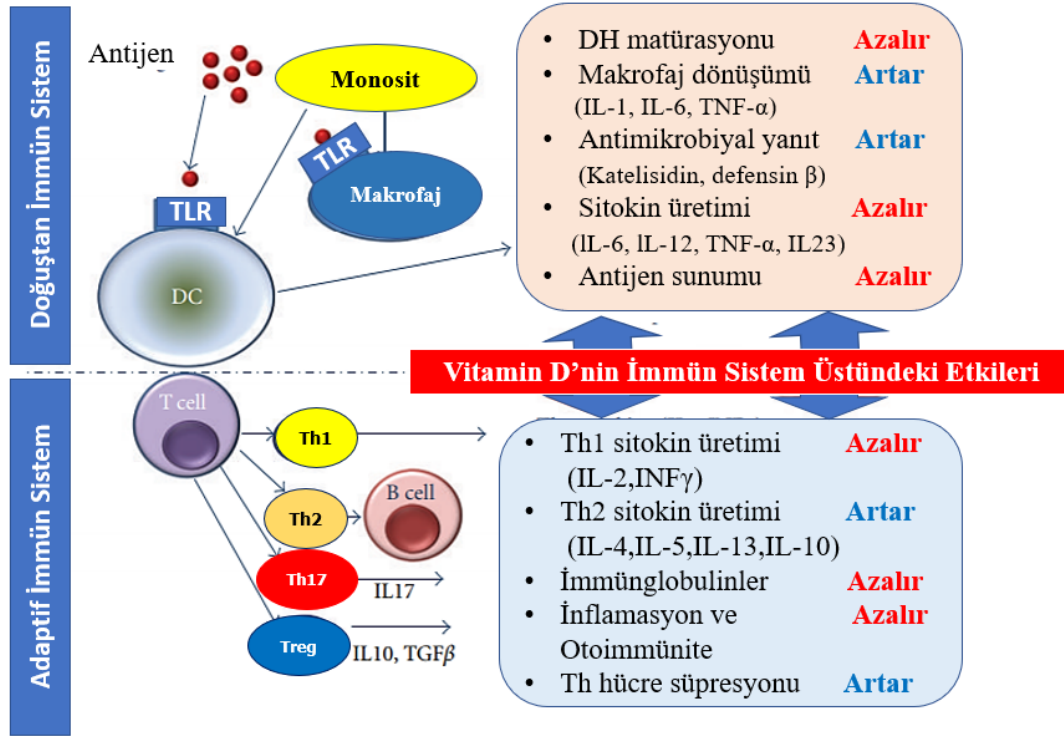 Doğuştan İmmün Sistem
Antijen
Monosit
TLR
Makrofaj
TLR
DC
• DH matürasyonu Azalır
• Makrofaj dönüşümü Artar
(IL-1, IL-6, TNF-α)
• Antimikrobiyal yanıt Artar
(Katelisidin, defensin β)
• Sitokin üretimi Azalır
(lL-6, lL-12, TNF-α, IL23)
• Antijen sunumu Azalır
Vitamin D’nin İmmün Sistem Üstündeki Etkileri
Adaptif İmmün Sistem
T cell
Th1
Th2
B cell
Th17
IL17
Treg
IL10, TGFβ
• Th1 sitokin üretimi Azalır
(IL-2,INFγ)
• Th2 sitokin üretimi Artar
(IL-4,IL-5,IL-13,IL-10)
• İmmünglobulinler Azalır
• İnflamasyon ve Azalır
Otoimmünite
• Th hücre süpresyonu Artar